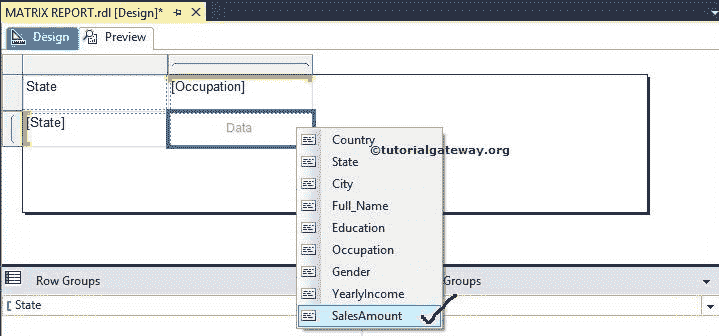 MATRIX REPORT.rdl [Design]*
Design Preview
State [Occupation]
[State] Data
Country
©tutorialgateway.org
State
City
Full_Name
Education
Occupation
Gender
YearlyIncome
SalesAmount
Row Groups Groups
[ State